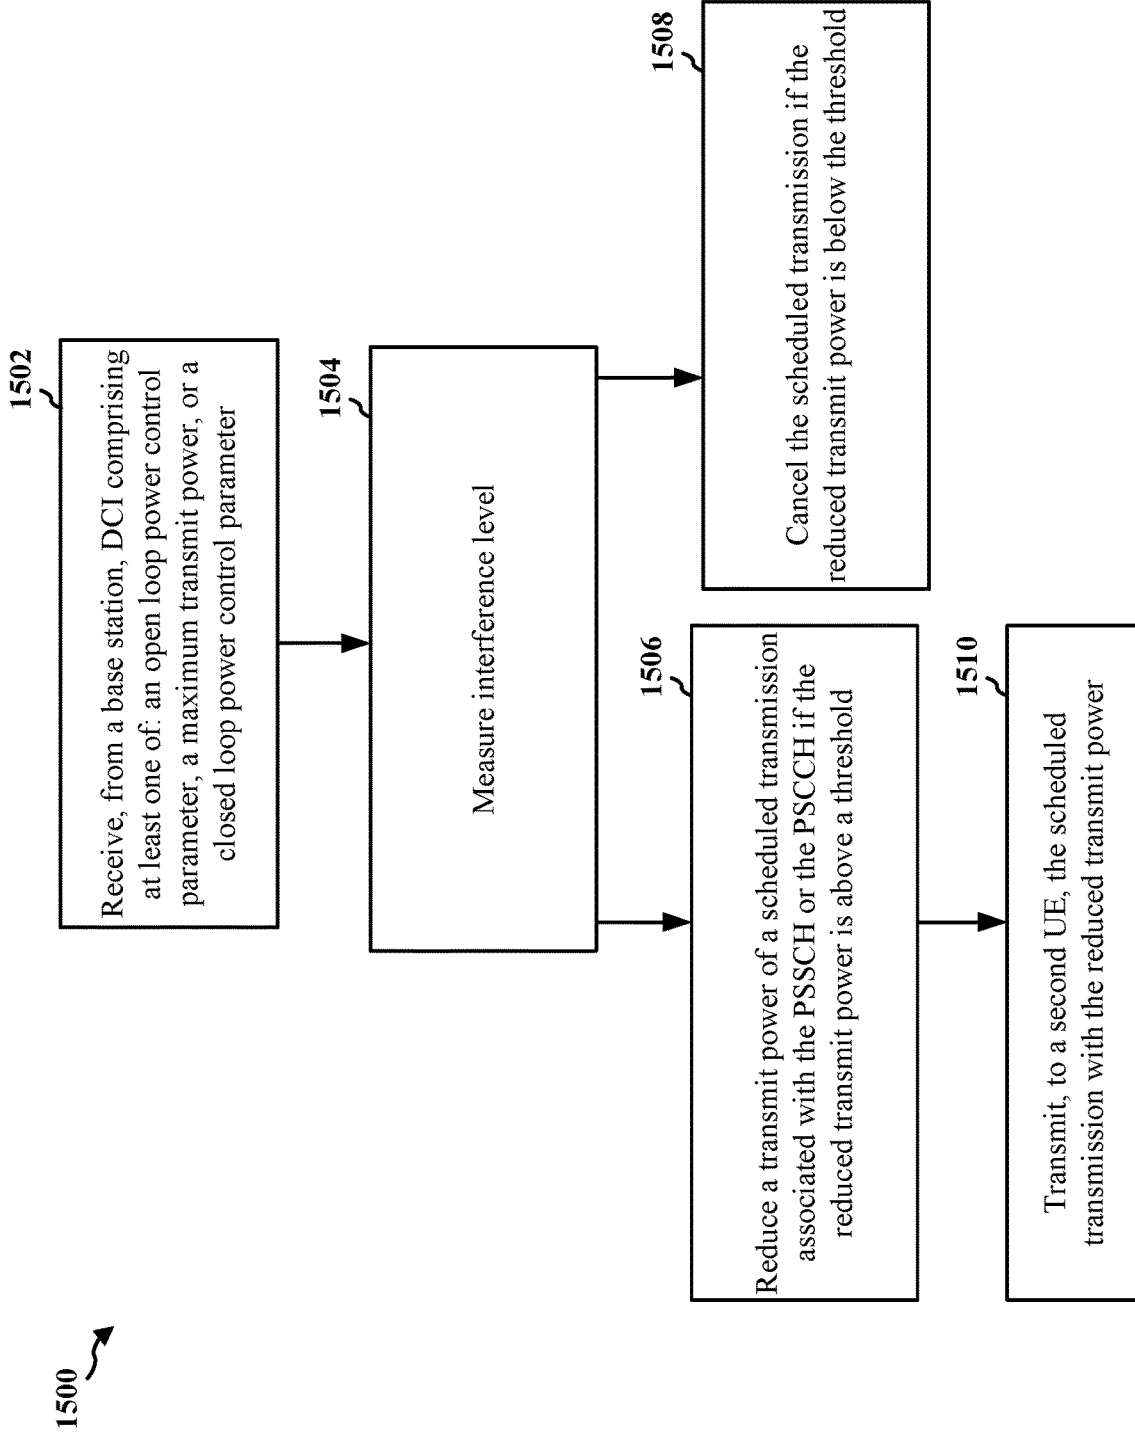 1500
1502
Receive, from a base station, DCI comprising
at least one of: an open loop power control
parameter, a maximum transmit power, or a
closed loop power control parameter
1504
Measure interference level
1506
Reduce a transmit power of a scheduled transmission
associated with the PSSCH or the PSCCH if the
reduced transmit power is above a threshold
1508
Cancel the scheduled transmission if the
reduced transmit power is below the threshold
1510
Transmit, to a second UE, the scheduled
transmission with the reduced transmit power